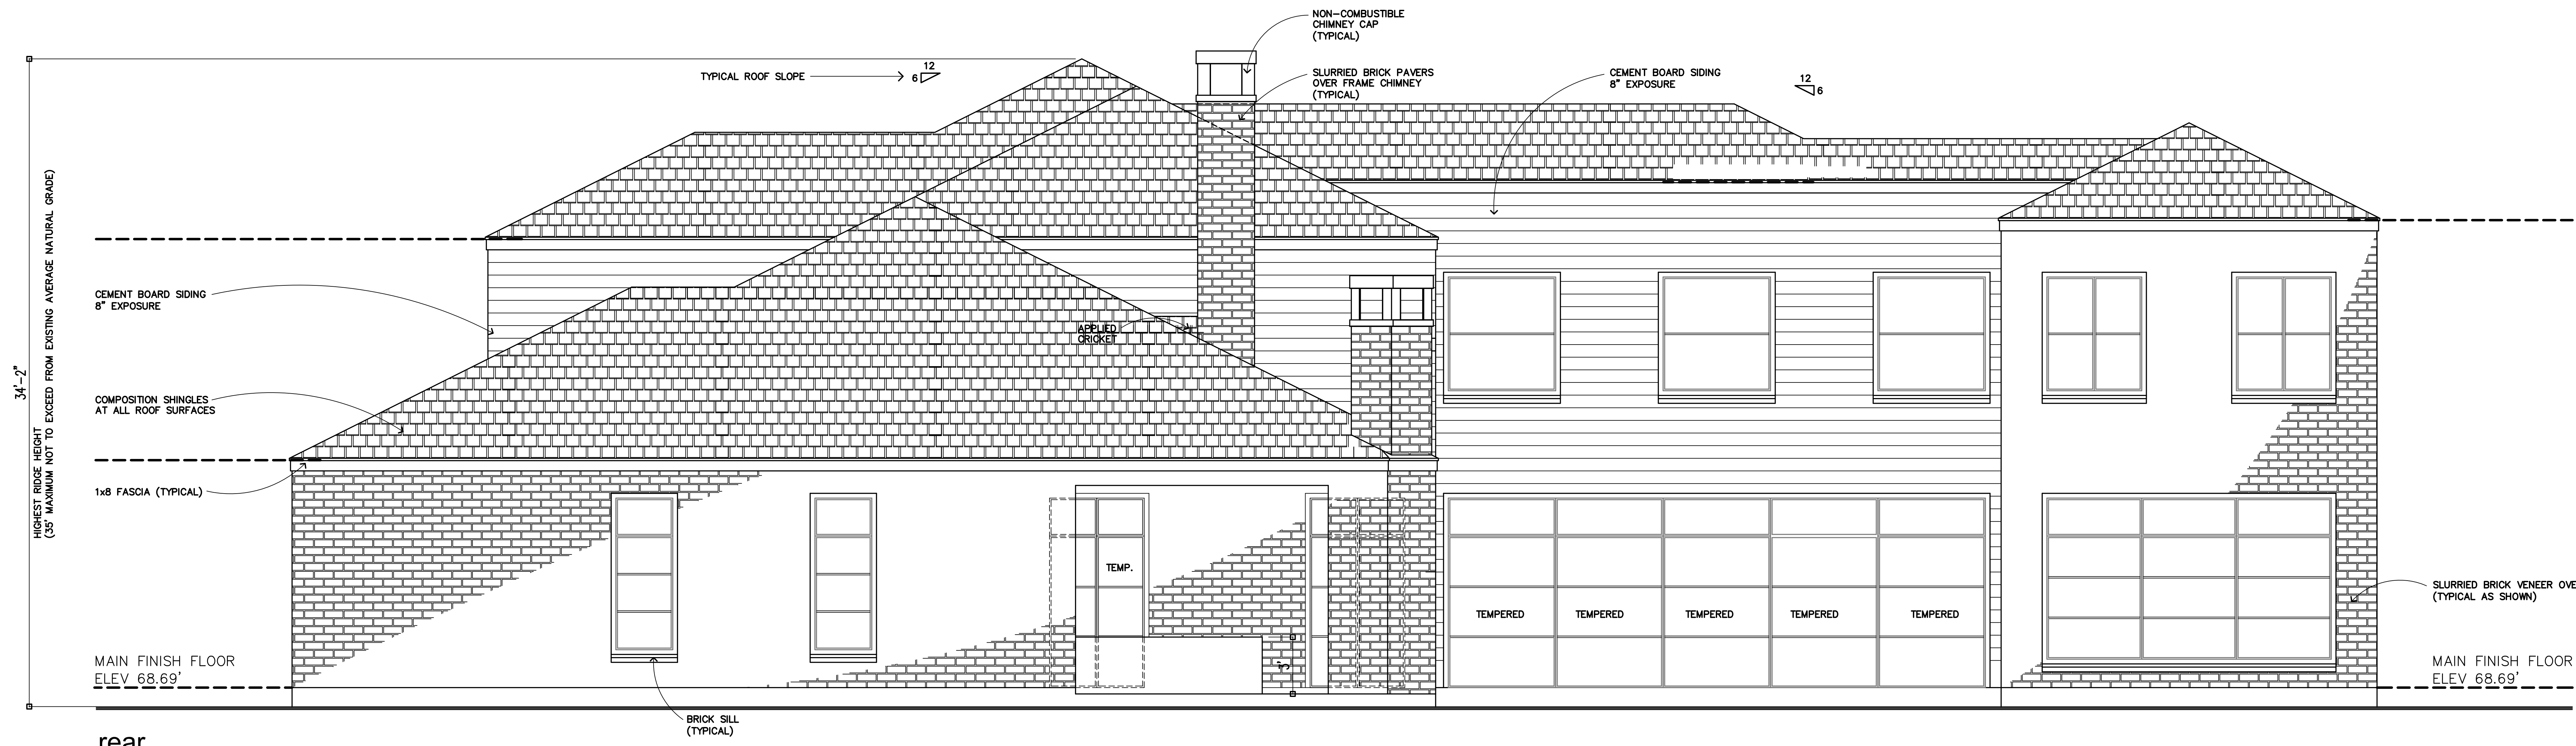 NON-COMBUSTIBLE
CHIMNEY CAP
(TYPICAL)
TYPICAL ROOF SLOPE
12
6
SLURRIED BRICK PAVERS
OVER FRAME CHIMNEY
(TYPICAL)
CEMENT BOARD SIDING
8" EXPOSURE
12
6
34'-2"
HIGHEST RIDGE HEIGHT
(35' MAXIMUM NOT TO EXCEED FROM EXISTING AVERAGE NATURAL GRADE)
CEMENT BOARD SIDING
8" EXPOSURE
APPLIED
CRICKET
COMPOSITION SHINGLES
AT ALL ROOF SURFACES
1x8 FASCIA (TYPICAL)
TEMP.
TEMPERED
TEMPERED
TEMPERED
TEMPERED
TEMPERED
SLURRIED BRICK VENEER OVE
(TYPICAL AS SHOWN)
3'
MAIN FINISH FLOOR
ELEV 68.69'
MAIN FINISH FLOOR
ELEV 68.69'
BRICK SILL
(TYPICAL)
rear